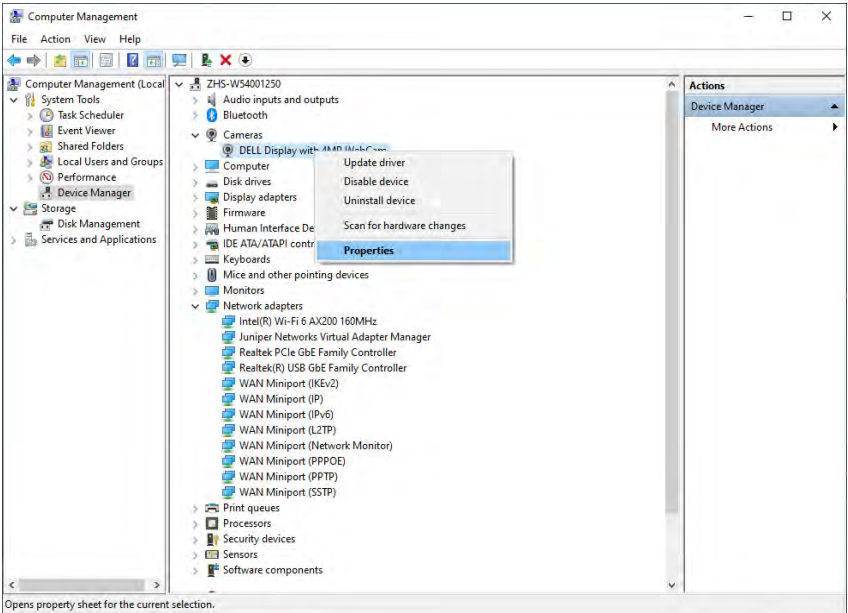 Computer Management
File Action View Help
Computer Management (Local
System Tools
Task Scheduler
Event Viewer
Shared Folders
Local Users and Groups
Performance
Device Manager
Storage
Disk Management
Services and Applications
ZHS-W54001250
Audio inputs and outputs
Bluetooth
Cameras
DELL Display with 4MP WebCam
Computer
Disk drives
Display adapters
Firmware
Human Interface De
IDE ATA/ATAPI contr
Keyboards
Mice and other pointing devices
Monitors
Network adapters
Intel(R) Wi-Fi 6 AX200 160MHz
Juniper Networks Virtual Adapter Manager
Realtek PCIe GbE Family Controller
Realtek(R) USB GbE Family Controller
WAN Miniport (IKEv2)
WAN Miniport (IP)
WAN Miniport (IPv6)
WAN Miniport (L2TP)
WAN Miniport (Network Monitor)
WAN Miniport (PPPOE)
WAN Miniport (PPTP)
WAN Miniport (SSTP)
Print queues
Processors
Security devices
Sensors
Software components
Update driver
Disable device
Uninstall device
Scan for hardware changes
Properties
Actions
Device Manager
More Actions
Opens property sheet for the current selection.